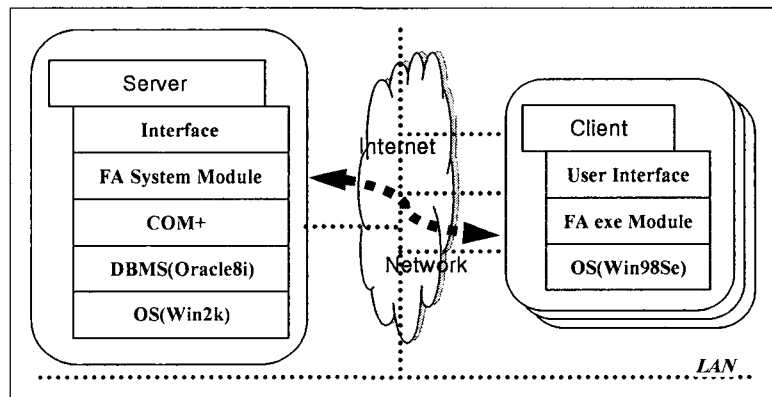 Server
Interface
FA System Module
COM+
DBMS(Oracle8i)
OS(Win2k)
Internet
Network
Client
User Interface
FA exe Module
OS(Win98Se)
LAN